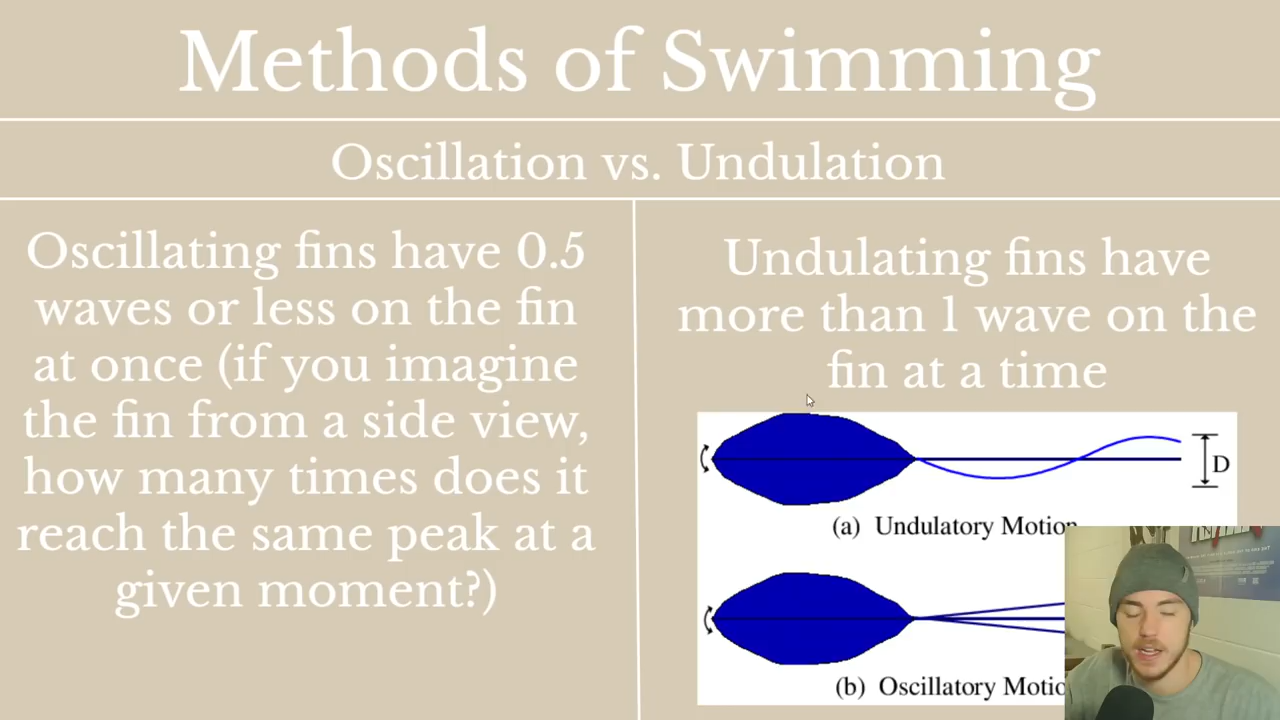 Methods of Swimming
Oscillation vs. Undulation
Oscillating fins have 0.5
waves or less on the fin
at once (if you imagine
the fin from a side view,
how many times does it
reach the same peak at a
given moment?)
Undulating fins have
more than 1 wave on the
fin at a time
D
(a) Undulatory Motion
(b) Oscillatory Motio